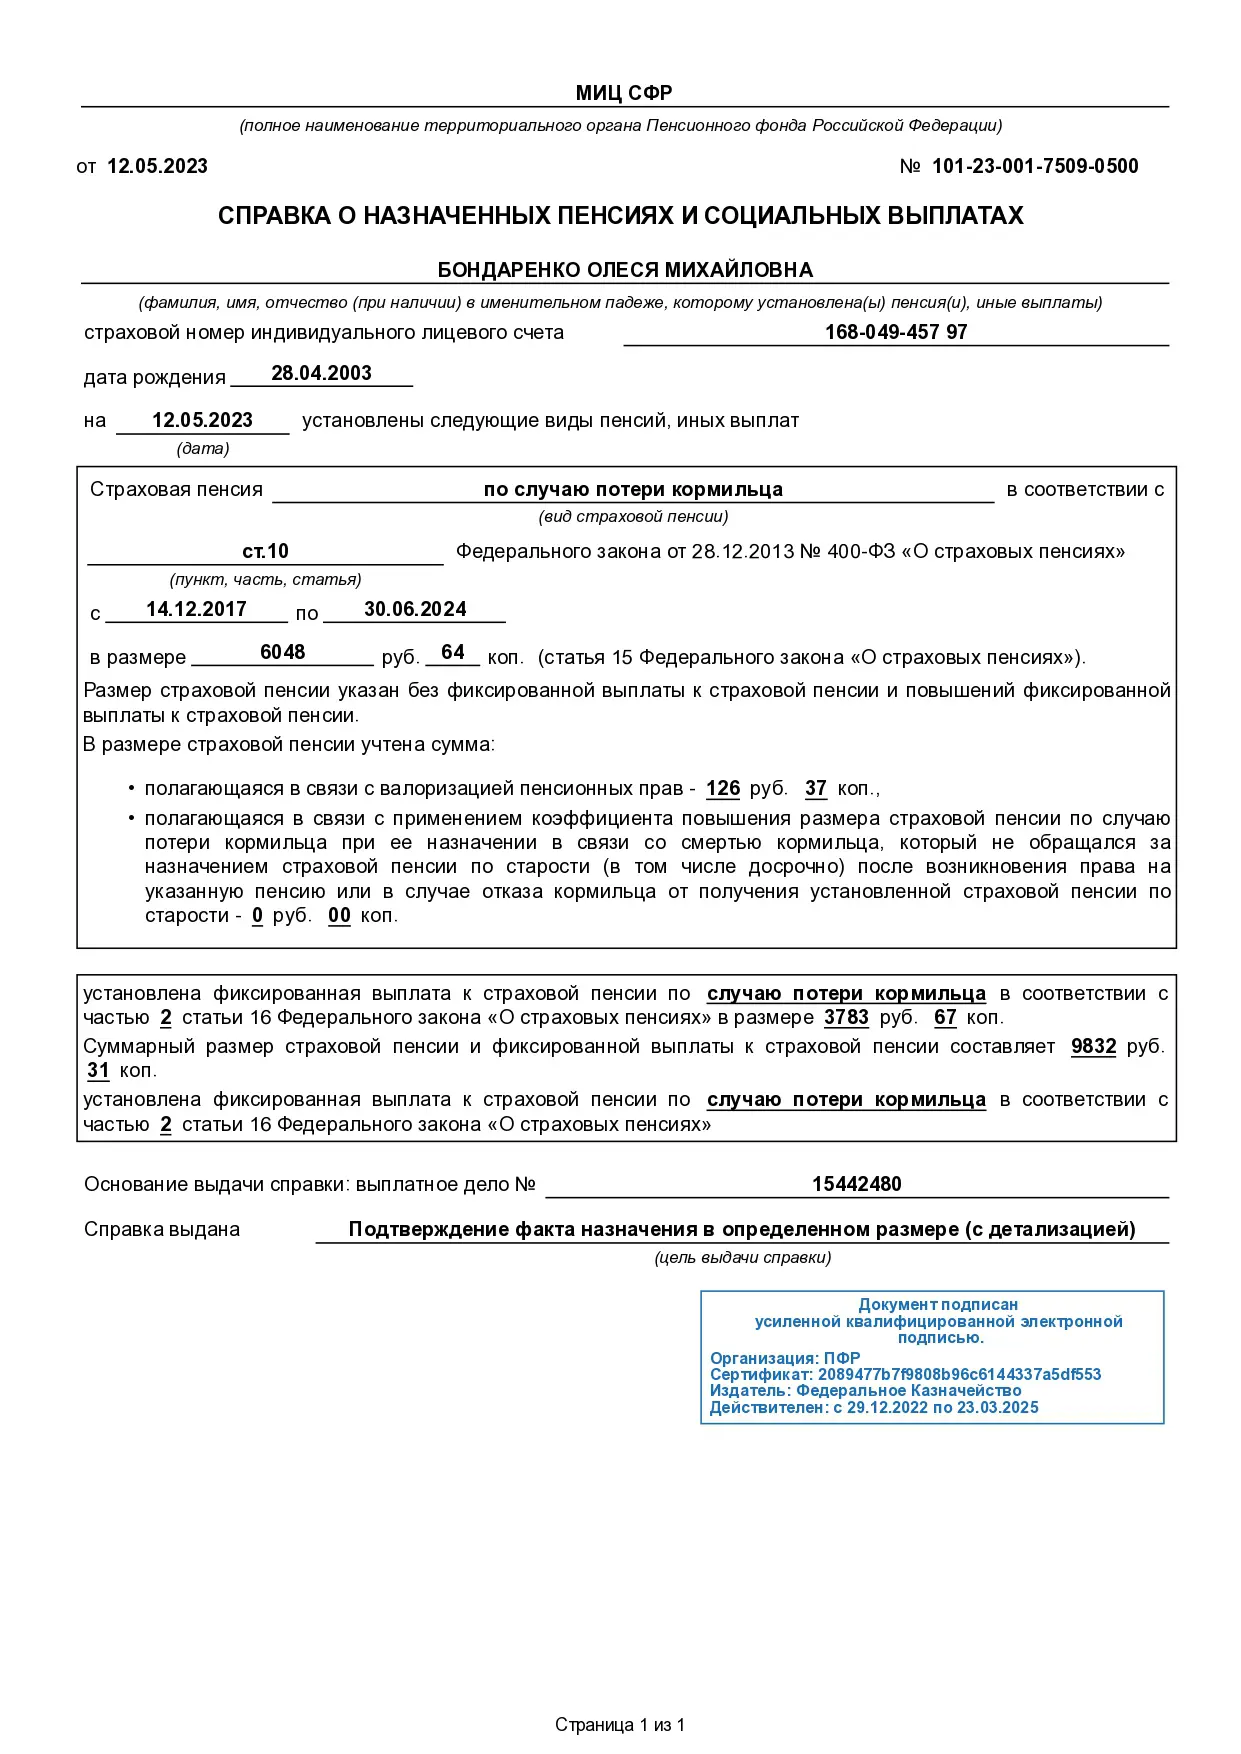 МИЦ СФР
(полное наименование территориального органа Пенсионного фонда Российской Федерации)
от 12.05.2023 № 101-23-001-7509-0500
СПРАВКА О НАЗНАЧЕННЫХ ПЕНСИЯХ И СОЦИАЛЬНЫХ ВЫПЛАТАХ
БОНДАРЕНКО ОЛЕСЯ МИХАЙЛОВНА
(фамилия, имя, отчество (при наличии) в именительном падеже, которому установлена(ы) пенсия(и), иные выплаты)
страховой номер индивидуального лицевого счета 168-049-457 97
дата рождения 28.04.2003
на 12.05.2023 установлены следующие виды пенсий, иных выплат
(дата)
Страховая пенсия по случаю потери кормильца в соответствии с
(вид страховой пенсии)
ст.10 Федерального закона от 28.12.2013 № 400-ФЗ «О страховых пенсиях»
(пункт, часть, статья)
с 14.12.2017 по 30.06.2024
в размере 6048 руб. 64 коп. (статья 15 Федерального закона «О страховых пенсиях»).
Размер страховой пенсии указан без фиксированной выплаты к страховой пенсии и повышений фиксированной
выплаты к страховой пенсии.
В размере страховой пенсии учтена сумма:
• полагающаяся в связи с валоризацией пенсионных прав - 126 руб. 37 коп.,
• полагающаяся в связи с применением коэффициента повышения размера страховой пенсии по случаю
потери кормильца при ее назначении в связи со смертью кормильца, который не обращался за
назначением страховой пенсии по старости (в том числе досрочно) после возникновения права на
указанную пенсию или в случае отказа кормильца от получения установленной страховой пенсии по
старости - 0 руб. 00 коп.
установлена фиксированная выплата к страховой пенсии по случаю потери кормильца в соответствии с
частью 2 статьи 16 Федерального закона «О страховых пенсиях» в размере 3783 руб. 67 коп.
Суммарный размер страховой пенсии и фиксированной выплаты к страховой пенсии составляет 9832 руб.
31 коп.
установлена фиксированная выплата к страховой пенсии по случаю потери кормильца в соответствии с
частью 2 статьи 16 Федерального закона «О страховых пенсиях»
Основание выдачи справки: выплатное дело № 15442480
Справка выдана Подтверждение факта назначения в определенном размере (с детализацией)
(цель выдачи справки)
Документ подписан
усиленной квалифицированной электронной
подписью.
Организация: ПФР
Сертификат: 2089477b7f9808b96c6144337a5df553
Издатель: Федеральное Казначейство
Действителен: с 29.12.2022 по 23.03.2025
Страница 1 из 1